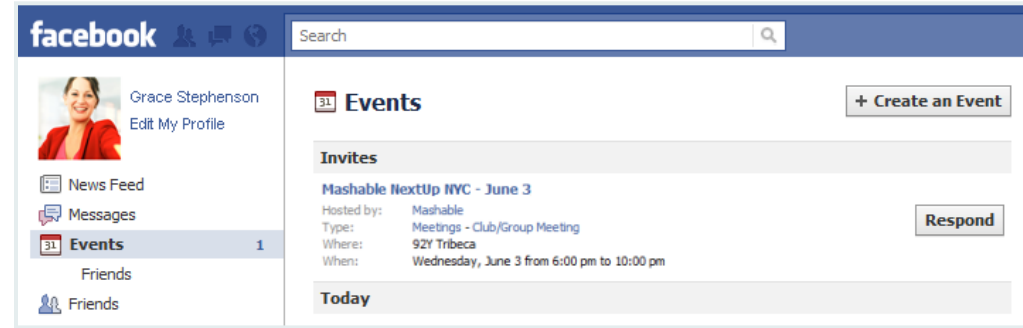 facebook
Search
Grace Stephenson
Edit My Profile
News Feed
Messages
31 Events 1
Friends
Friends
31 Events
+ Create an Event
Invites
Mashable NextUp NYC - June 3
Hosted by: Mashable
Type: Meetings - Club/Group Meeting
Where: 92Y Tribeca
When: Wednesday, June 3 from 6:00 pm to 10:00 pm
Respond
Today